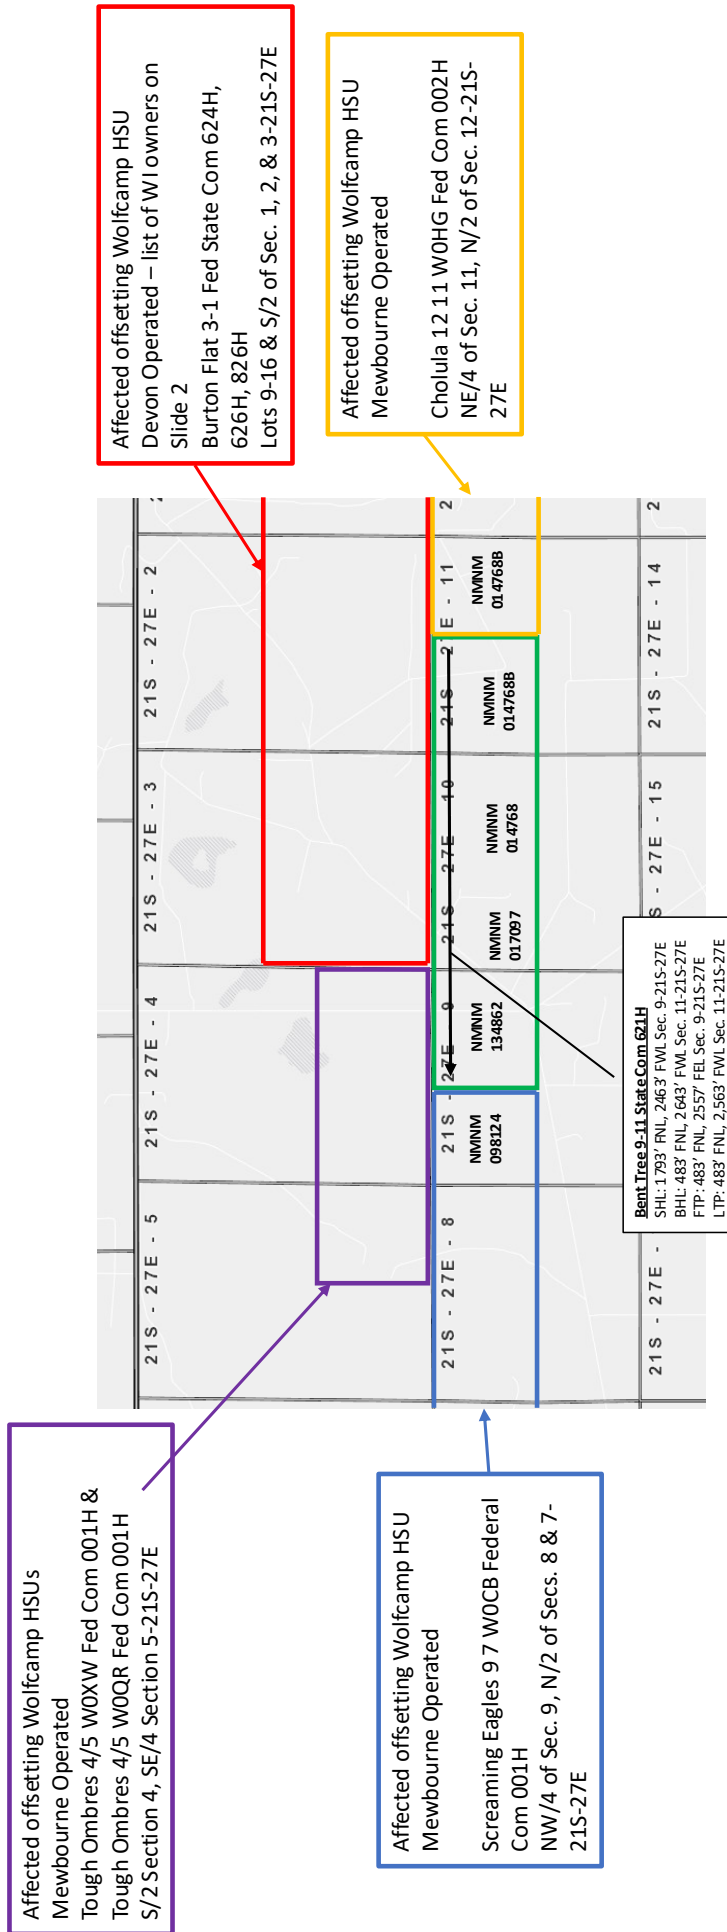 Affected offsetting Wolfcamp HSUs
Mewbourne Operated
Tough Ombres 4/5 W0XW Fed Com 001H &
Tough Ombres 4/5 W0QR Fed Com 001H
S/2 Section 4, SE/4 Section 5-21S-27E
Affected offsetting Wolfcamp HSU
Devon Operated – list of WI owners on
Slide 2
Burton Flat 3-1 Fed State Com 624H,
626H, 826H
Lots 9-16 & S/2 of Sec. 1, 2, & 3-21S-27E
21S - 27E - 5
21S - 27E - 4
21S - 27E - 3
21S - 27E - 2
21S - 27E - 8
21S - 27E - 9
21S - 27E - 10
21S - 27E - 11
2
NMNM
098124
NMNM
134862
NMNM
017097
NMNM
014768
NMNM
014768B
NMNM
014768B
21S - 27E -
S - 27E - 15
21S - 27E - 14
2
Affected offsetting Wolfcamp HSU
Mewbourne Operated
Screaming Eagles 9 7 W0CB Federal
Com 001H
NW/4 of Sec. 9, N/2 of Secs. 8 & 7-
21S-27E
Affected offsetting Wolfcamp HSU
Mewbourne Operated
Cholula 12 11 W0HG Fed Com 002H
NE/4 of Sec. 11, N/2 of Sec. 12-21S-
27E
Bent Tree 9-11 State Com 621H
SHL: 1793' FNL, 2463' FWL Sec. 9-21S-27E
BHL: 483' FNL, 2643' FWL Sec. 11-21S-27E
FTP: 483' FNL, 2557' FEL Sec. 9-21S-27E
LTP: 483' FNL, 2,563' FWL Sec. 11-21S-27E